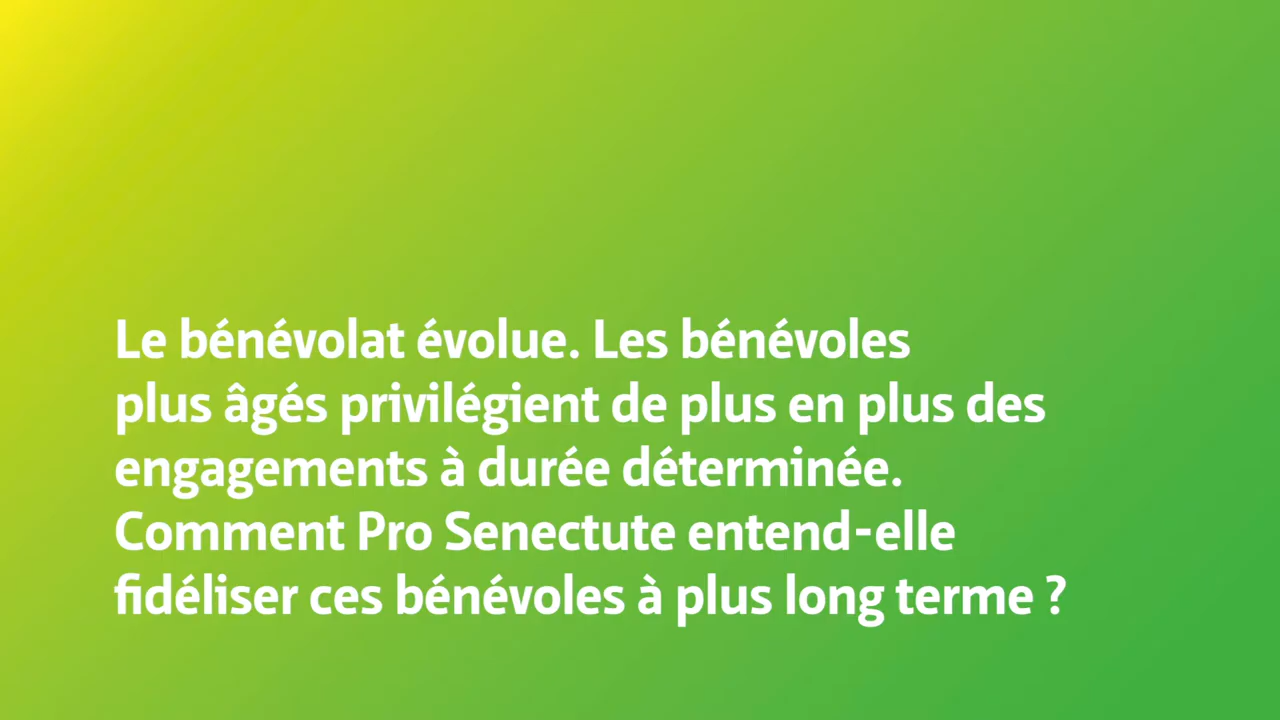 Le bénévolat évolue. Les bénévoles
plus âgés privilégient de plus en plus des
engagements à durée déterminée.
Comment Pro Senectute entend-elle
fidéliser ces bénévoles à plus long terme ?